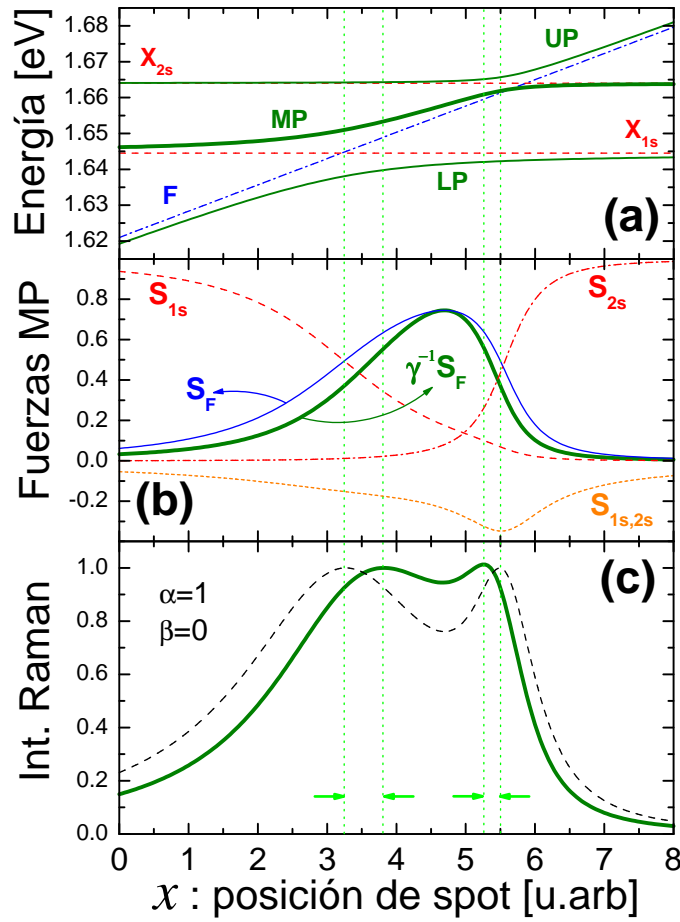 Energía [eV]
1.68
1.67
1.66
1.65
1.64
1.63
1.62
X2s
UP
MP
X1s
F
LP
(a)
Fuerzas MP
0.8
0.6
0.4
0.2
0.0
-0.2
S1s
S2s
γ-1SF
SF
(b)
S1s,2s
Int. Raman
1.0
0.8
0.6
0.4
0.2
0.0
(c)
α=1
β=0
0 1 2 3 4 5 6 7 8
x : posición de spot [u.arb]